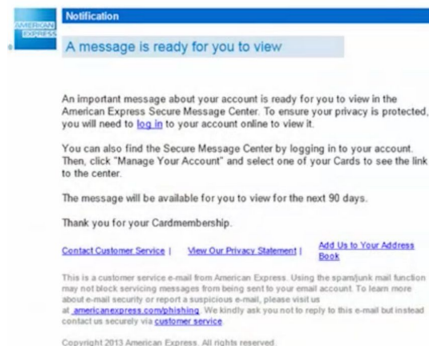 AMERICAN
EXPRESS
Notification
A message is ready for you to view
An important message about your account is ready for you to view in the
American Express Secure Message Center. To ensure your privacy is protected,
you will need to log in to your account online to view it.
You can also find the Secure Message Center by logging in to your account.
Then, click "Manage Your Account" and select one of your Cards to see the link
to the center.
The message will be available for you to view for the next 90 days.
Thank you for your Cardmembership.
Contact Customer Service | View Our Privacy Statement | Add Us to Your Address
Book
This is a customer service e-mail from American Express. Using the spam/junk mail function
may not block servicing messages from being sent to your email account. To learn more
about e-mail security or report a suspicious e-mail, please visit us
at americanexpress.com/phishing. We kindly ask you not to reply to this e-mail but instead
contact us securely via customer service.
Copyright 2013 American Express. All rights reserved